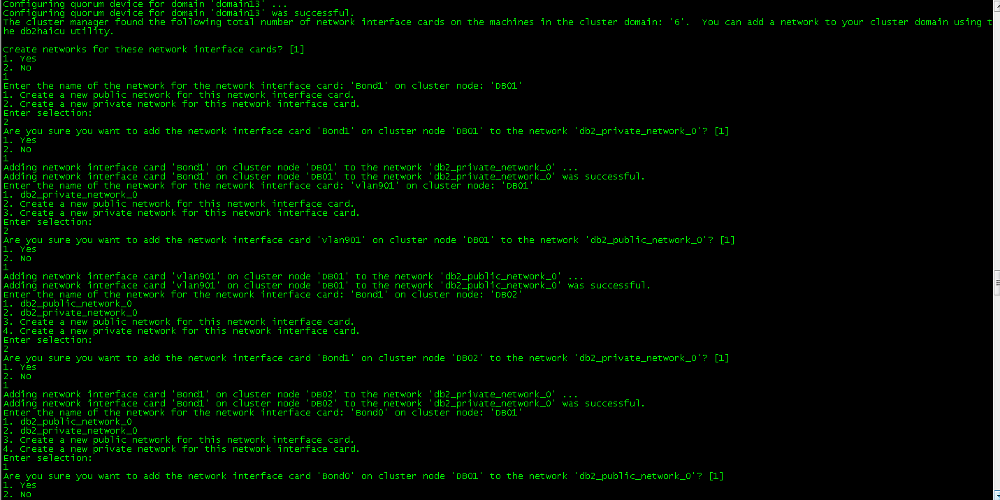 Configuring quorum device for domain 'domain13' ...
Configuring quorum device for domain 'domain13' was successful.
The cluster manager found the following total number of network interface cards on the machines in the cluster domain: '6'.  You can add a network to your cluster domain using t
he db2haicu utility.
Create networks for these network interface cards? [1]
1. Yes
2. No
1
Enter the name of the network for the network interface card: 'Bond1' on cluster node: 'DB01'
1. Create a new public network for this network interface card.
2. Create a new private network for this network interface card.
Enter selection:
2
Are you sure you want to add the network interface card 'Bond1' on cluster node 'DB01' to the network 'db2_private_network_0'? [1]
1. Yes
2. No
1
Adding network interface card 'Bond1' on cluster node 'DB01' to the network 'db2_private_network_0' ...
Adding network interface card 'Bond1' on cluster node 'DB01' to the network 'db2_private_network_0' was successful.
Enter the name of the network for the network interface card: 'vlan901' on cluster node: 'DB01'
1. db2_private_network_0
2. Create a new public network for this network interface card.
3. Create a new private network for this network interface card.
Enter selection:
2
Are you sure you want to add the network interface card 'vlan901' on cluster node 'DB01' to the network 'db2_public_network_0'? [1]
1. Yes
2. No
1
Adding network interface card 'vlan901' on cluster node 'DB01' to the network 'db2_public_network_0' ...
Adding network interface card 'vlan901' on cluster node 'DB01' to the network 'db2_public_network_0' was successful.
Enter the name of the network for the network interface card: 'Bond1' on cluster node: 'DB02'
1. db2_public_network_0
2. db2_private_network_0
3. Create a new public network for this network interface card.
4. Create a new private network for this network interface card.
Enter selection:
2
Are you sure you want to add the network interface card 'Bond1' on cluster node 'DB02' to the network 'db2_private_network_0'? [1]
1. Yes
2. No
1
Adding network interface card 'Bond1' on cluster node 'DB02' to the network 'db2_private_network_0' ...
Adding network interface card 'Bond1' on cluster node 'DB02' to the network 'db2_private_network_0' was successful.
Enter the name of the network for the network interface card: 'Bond0' on cluster node: 'DB01'
1. db2_public_network_0
2. db2_private_network_0
3. Create a new public network for this network interface card.
4. Create a new private network for this network interface card.
Enter selection:
1
Are you sure you want to add the network interface card 'Bond0' on cluster node 'DB01' to the network 'db2_public_network_0'? [1]
1. Yes
2. No